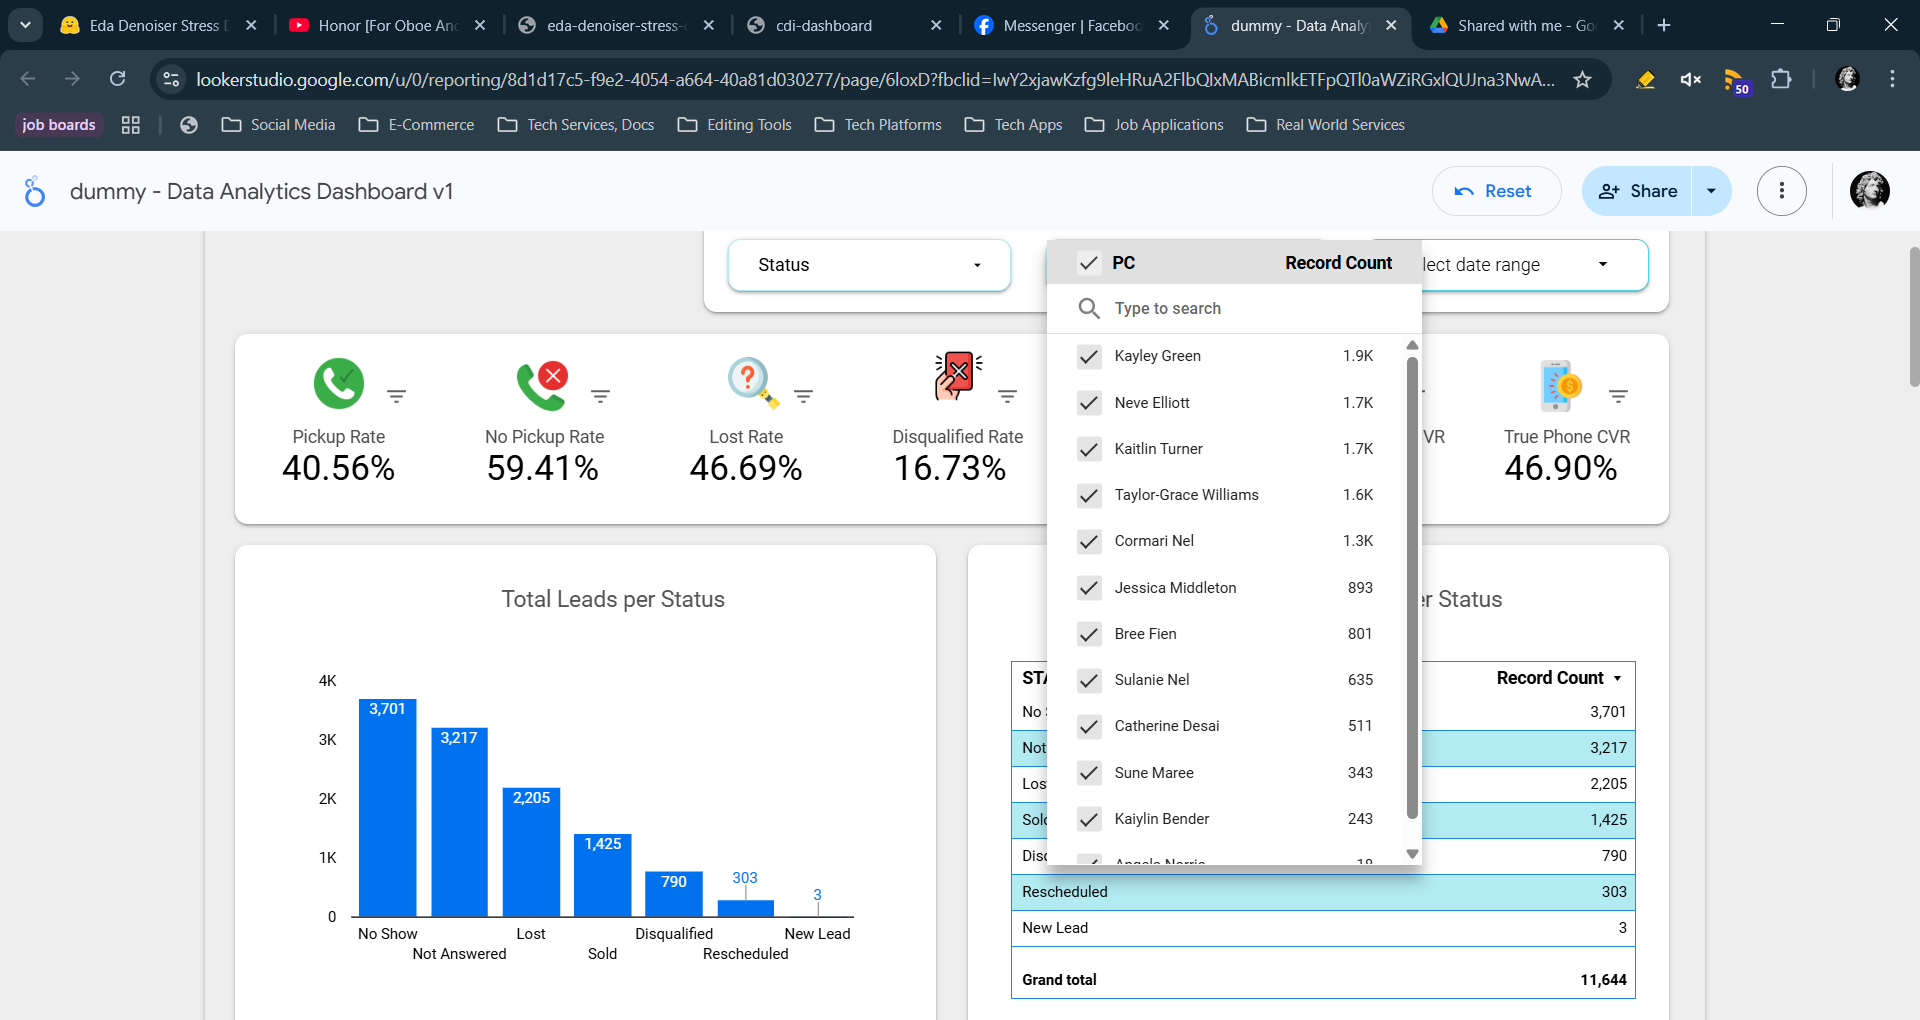 Eda Denoiser Stress D
Honor [For Oboe And
eda-denoiser-stress-d
cdi-dashboard
Messenger | Faceboo
dummy - Data Analy
Shared with me - Goo
lookerstudio.google.com/u/0/reporting/8d1d17c5-f9e2-4054-a664-40a81d030277/page/6loxD?fbclid=IwY2xjawKzfg9leHRuA2FlbQIxMABicmlkETFpQTl0aWZiRGxlQUJna3NwA...
50
job boards
Social Media
E-Commerce
Tech Services, Docs
Editing Tools
Tech Platforms
Tech Apps
Job Applications
Real World Services
dummy - Data Analytics Dashboard v1
Reset
Share
Status
lect date range
PC Record Count
Type to search
Kayley Green 1.9K
Neve Elliott 1.7K
Kaitlin Turner 1.7K
Taylor-Grace Williams 1.6K
Cormari Nel 1.3K
Jessica Middleton 893
Bree Fien 801
Sulanie Nel 635
Catherine Desai 511
Sune Maree 343
Kaiylin Bender 243
Pickup Rate
40.56%
No Pickup Rate
59.41%
Lost Rate
46.69%
Disqualified Rate
16.73%
VR
True Phone CVR
46.90%
Total Leads per Status
4K
3K
2K
1K
0
3,701
3,217
2,205
1,425
790
303
3
No Show
Not Answered
Lost
Sold
Disqualified
Rescheduled
New Lead
er Status
STA Record Count
No S 3,701
Not 3,217
Los 2,205
Sold 1,425
Disq 790
Rescheduled 303
New Lead 3
Grand total 11,644